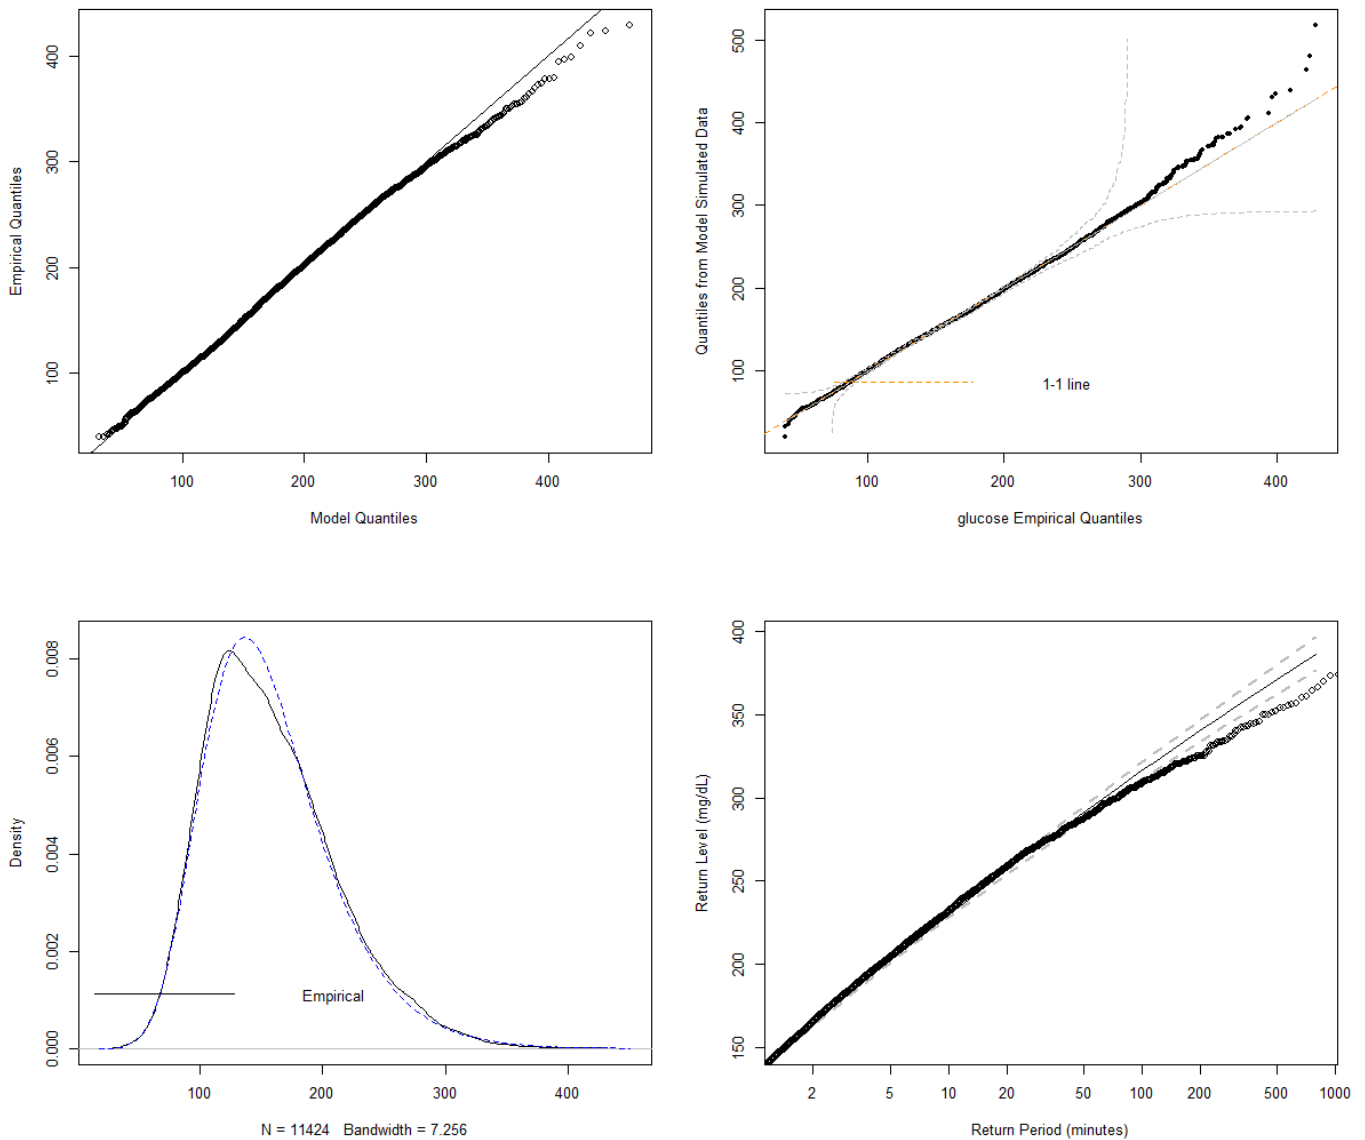 400
300
200
100
Empirical Quantiles
100 200 300 400
Model Quantiles
500
400
300
200
100
Quantiles from Model Simulated Data
1-1 line
100 200 300 400
glucose Empirical Quantiles
0.008
0.006
0.004
0.002
0.000
Density
Empirical
100 200 300 400
N = 11424 Bandwidth = 7.256
400
350
300
250
200
150
Return Level (mg/dL)
2 5 10 20 50 100 200 500 1000
Return Period (minutes)